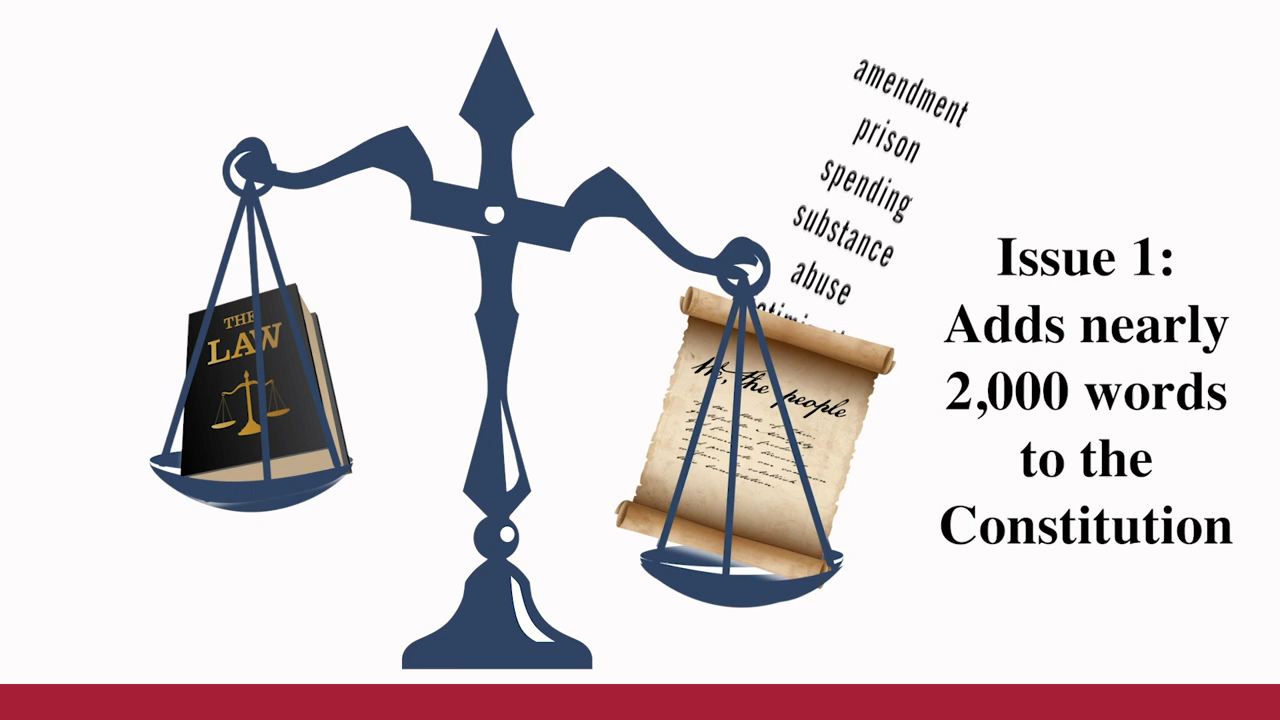 amendment
prison
spending
substance
abuse
THE
LAW
We, the people
Issue 1:
Adds nearly
2,000 words
to the
Constitution